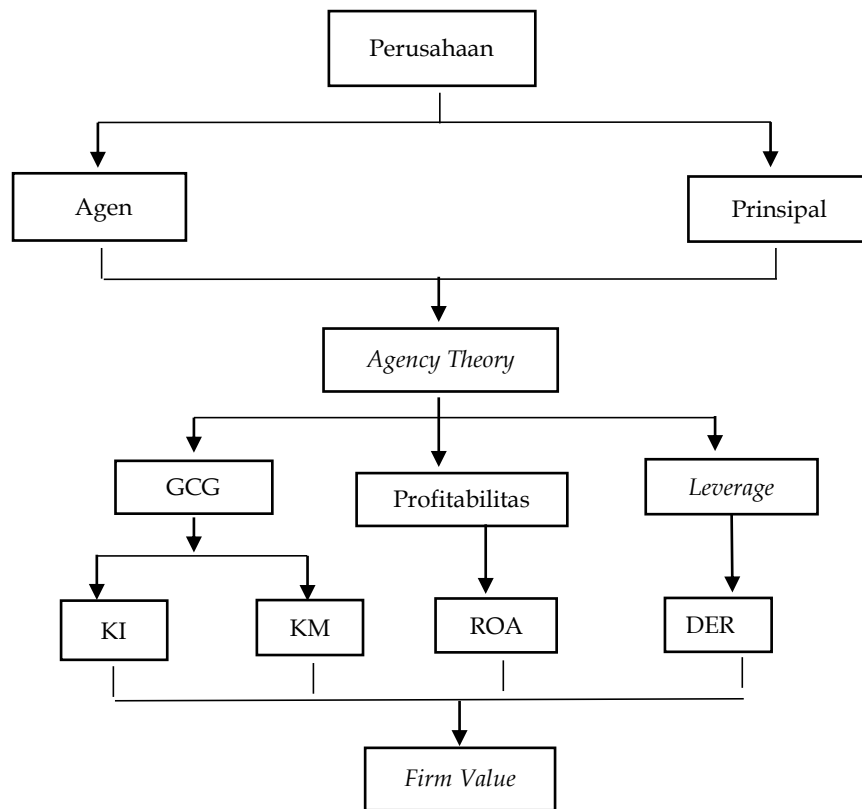 Perusahaan
Agen
Prinsipal
Agency Theory
GCG
Profitabilitas
Leverage
KI
KM
ROA
DER
Firm Value